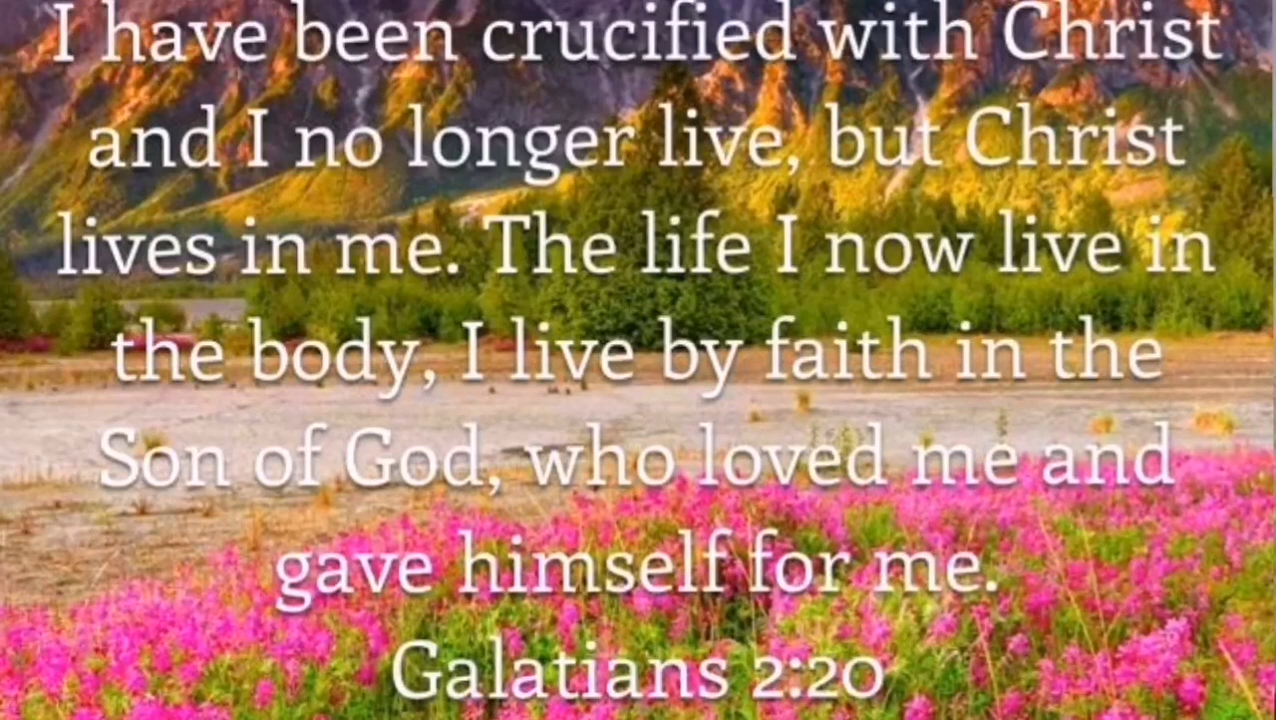 I have been crucified with Christ
and I no longer live, but Christ
lives in me. The life I now live in
the body, I live by faith in the
Son of God, who loved me and
gave himself for me.
Galatians 2:20